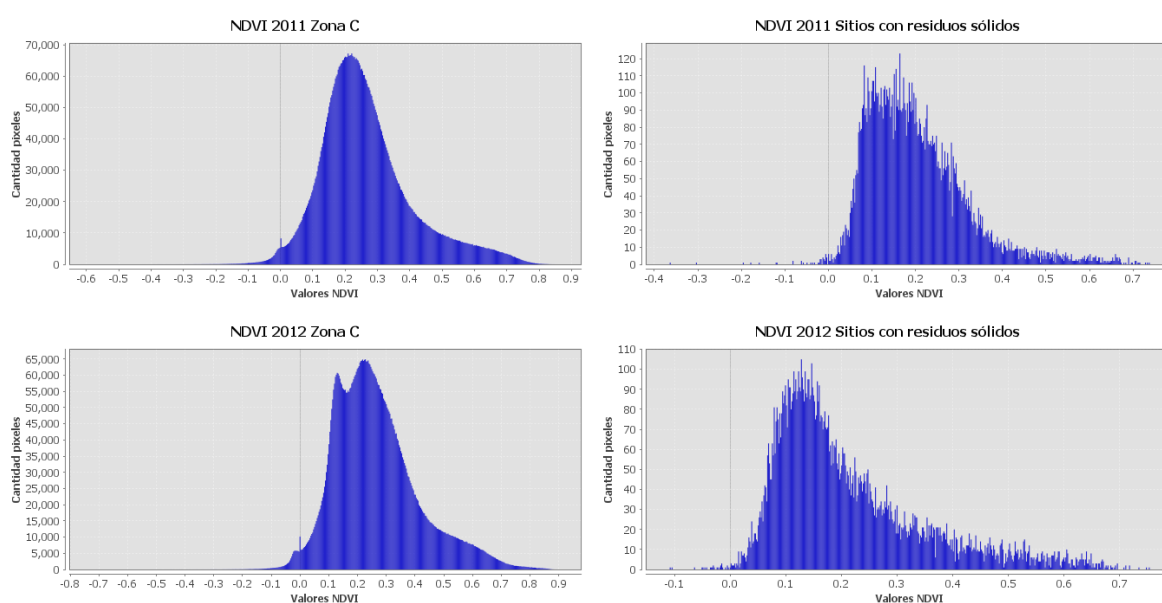 NDVI 2011 Zona C
70,000
60,000
50,000
40,000
30,000
20,000
10,000
0
Cantidad pixeles
-0.6 -0.5 -0.4 -0.3 -0.2 -0.1 0.0 0.1 0.2 0.3 0.4 0.5 0.6 0.7 0.8 0.9
Valores NDVI
NDVI 2011 Sitios con residuos sólidos
120
110
100
90
80
70
60
50
40
30
20
10
0
Cantidad pixeles
-0.4 -0.3 -0.2 -0.1 0.0 0.1 0.2 0.3 0.4 0.5 0.6 0.7
Valores NDVI
NDVI 2012 Zona C
65,000
60,000
55,000
50,000
45,000
40,000
35,000
30,000
25,000
20,000
15,000
10,000
5,000
0
Cantidad pixeles
-0.8 -0.7 -0.6 -0.5 -0.4 -0.3 -0.2 -0.1 0.0 0.1 0.2 0.3 0.4 0.5 0.6 0.7 0.8 0.9
Valores NDVI
NDVI 2012 Sitios con residuos sólidos
110
100
90
80
70
60
50
40
30
20
10
0
Cantidad pixeles
-0.1 0.0 0.1 0.2 0.3 0.4 0.5 0.6 0.7
Valores NDVI